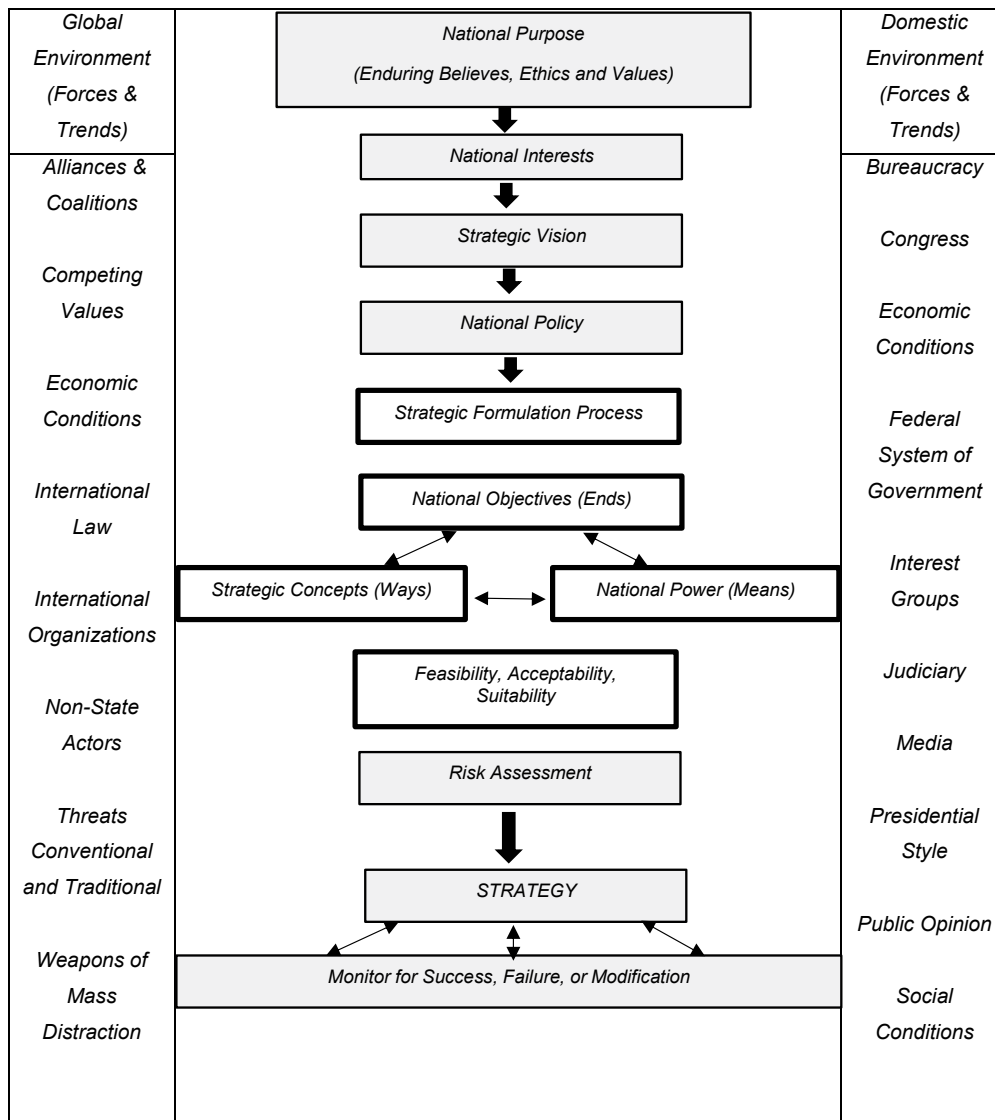 Global
Environment
(Forces &
Trends)
Alliances &
Coalitions
Competing
Values
Economic
Conditions
International
Law
International
Organizations
Non-State
Actors
Threats
Conventional
and Traditional
Weapons of
Mass
Distraction
National Purpose
(Enduring Believes, Ethics and Values)
National Interests
Strategic Vision
National Policy
Strategic Formulation Process
National Objectives (Ends)
Strategic Concepts (Ways)
National Power (Means)
Feasibility, Acceptability,
Suitability
Risk Assessment
STRATEGY
Monitor for Success, Failure, or Modification
Domestic
Environment
(Forces &
Trends)
Bureaucracy
Congress
Economic
Conditions
Federal
System of
Government
Interest
Groups
Judiciary
Media
Presidential
Style
Public Opinion
Social
Conditions